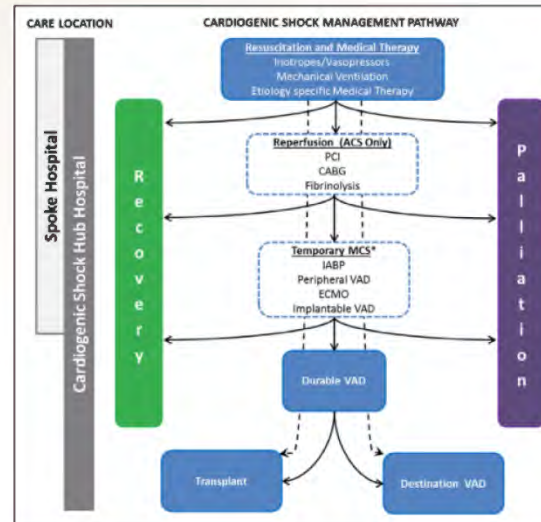 CARE LOCATION
CARDIOGENIC SHOCK MANAGEMENT PATHWAY
Spoke Hospital
Cardiogenic Shock Hub Hospital
Resuscitation and Medical Therapy
Inotropes/Vasopressors
Mechanical Ventilation
Etiology specific Medical Therapy
Recovery
Reperfusion (ACS Only)
PCI
CABG
Fibrinolysis
Temporary MCS*
IABP
Peripheral VAD
ECMO
Implantable VAD
Palliation
Durable VAD
Transplant
Destination VAD